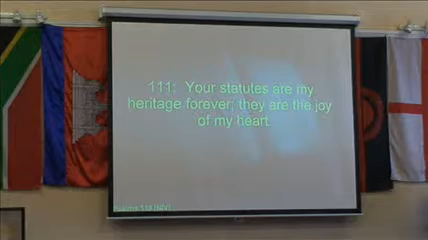 111: Your statutes are my
heritage forever; they are the joy
of my heart.